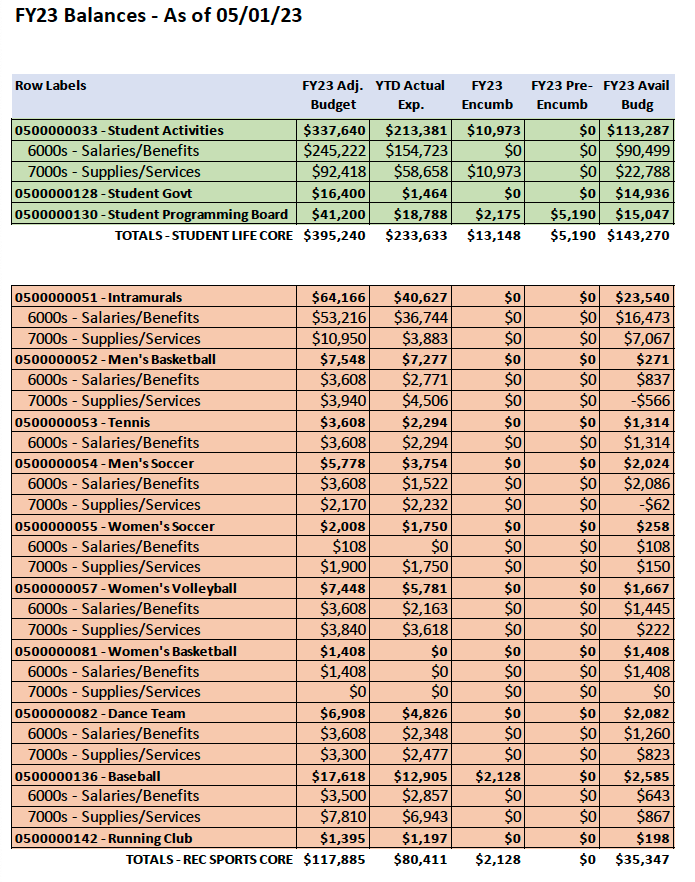 FY23 Balances - As of 05/01/23
Row Labels FY23 Adj. YTD Actual FY23 FY23 Pre- FY23 Avail
Budget Exp. Encumb Encumb Budg
0500000033 - Student Activities $337,640 $213,381 $10,973 $0 $113,287
6000s - Salaries/Benefits $245,222 $154,723 $0 $0 $90,499
7000s - Supplies/Services $92,418 $58,658 $10,973 $0 $22,788
0500000128 - Student Govt $16,400 $1,464 $0 $0 $14,936
0500000130 - Student Programming Board $41,200 $18,788 $2,175 $5,190 $15,047
TOTALS - STUDENT LIFE CORE $395,240 $233,633 $13,148 $5,190 $143,270
0500000051 - Intramurals $64,166 $40,627 $0 $0 $23,540
6000s - Salaries/Benefits $53,216 $36,744 $0 $0 $16,473
7000s - Supplies/Services $10,950 $3,883 $0 $0 $7,067
0500000052 - Men's Basketball $7,548 $7,277 $0 $0 $271
6000s - Salaries/Benefits $3,608 $2,771 $0 $0 $837
7000s - Supplies/Services $3,940 $4,506 $0 $0 -$566
0500000053 - Tennis $3,608 $2,294 $0 $0 $1,314
6000s - Salaries/Benefits $3,608 $2,294 $0 $0 $1,314
0500000054 - Men's Soccer $5,778 $3,754 $0 $0 $2,024
6000s - Salaries/Benefits $3,608 $1,522 $0 $0 $2,086
7000s - Supplies/Services $2,170 $2,232 $0 $0 -$62
0500000055 - Women's Soccer $2,008 $1,750 $0 $0 $258
6000s - Salaries/Benefits $108 $0 $0 $0 $108
7000s - Supplies/Services $1,900 $1,750 $0 $0 $150
0500000057 - Women's Volleyball $7,448 $5,781 $0 $0 $1,667
6000s - Salaries/Benefits $3,608 $2,163 $0 $0 $1,445
7000s - Supplies/Services $3,840 $3,618 $0 $0 $222
0500000081 - Women's Basketball $1,408 $0 $0 $0 $1,408
6000s - Salaries/Benefits $1,408 $0 $0 $0 $1,408
7000s - Supplies/Services $0 $0 $0 $0 $0
0500000082 - Dance Team $6,908 $4,826 $0 $0 $2,082
6000s - Salaries/Benefits $3,608 $2,348 $0 $0 $1,260
7000s - Supplies/Services $3,300 $2,477 $0 $0 $823
0500000136 - Baseball $17,618 $12,905 $2,128 $0 $2,585
6000s - Salaries/Benefits $3,500 $2,857 $0 $0 $643
7000s - Supplies/Services $7,810 $6,943 $0 $0 $867
0500000142 - Running Club $1,395 $1,197 $0 $0 $198
TOTALS - REC SPORTS CORE $117,885 $80,411 $2,128 $0 $35,347